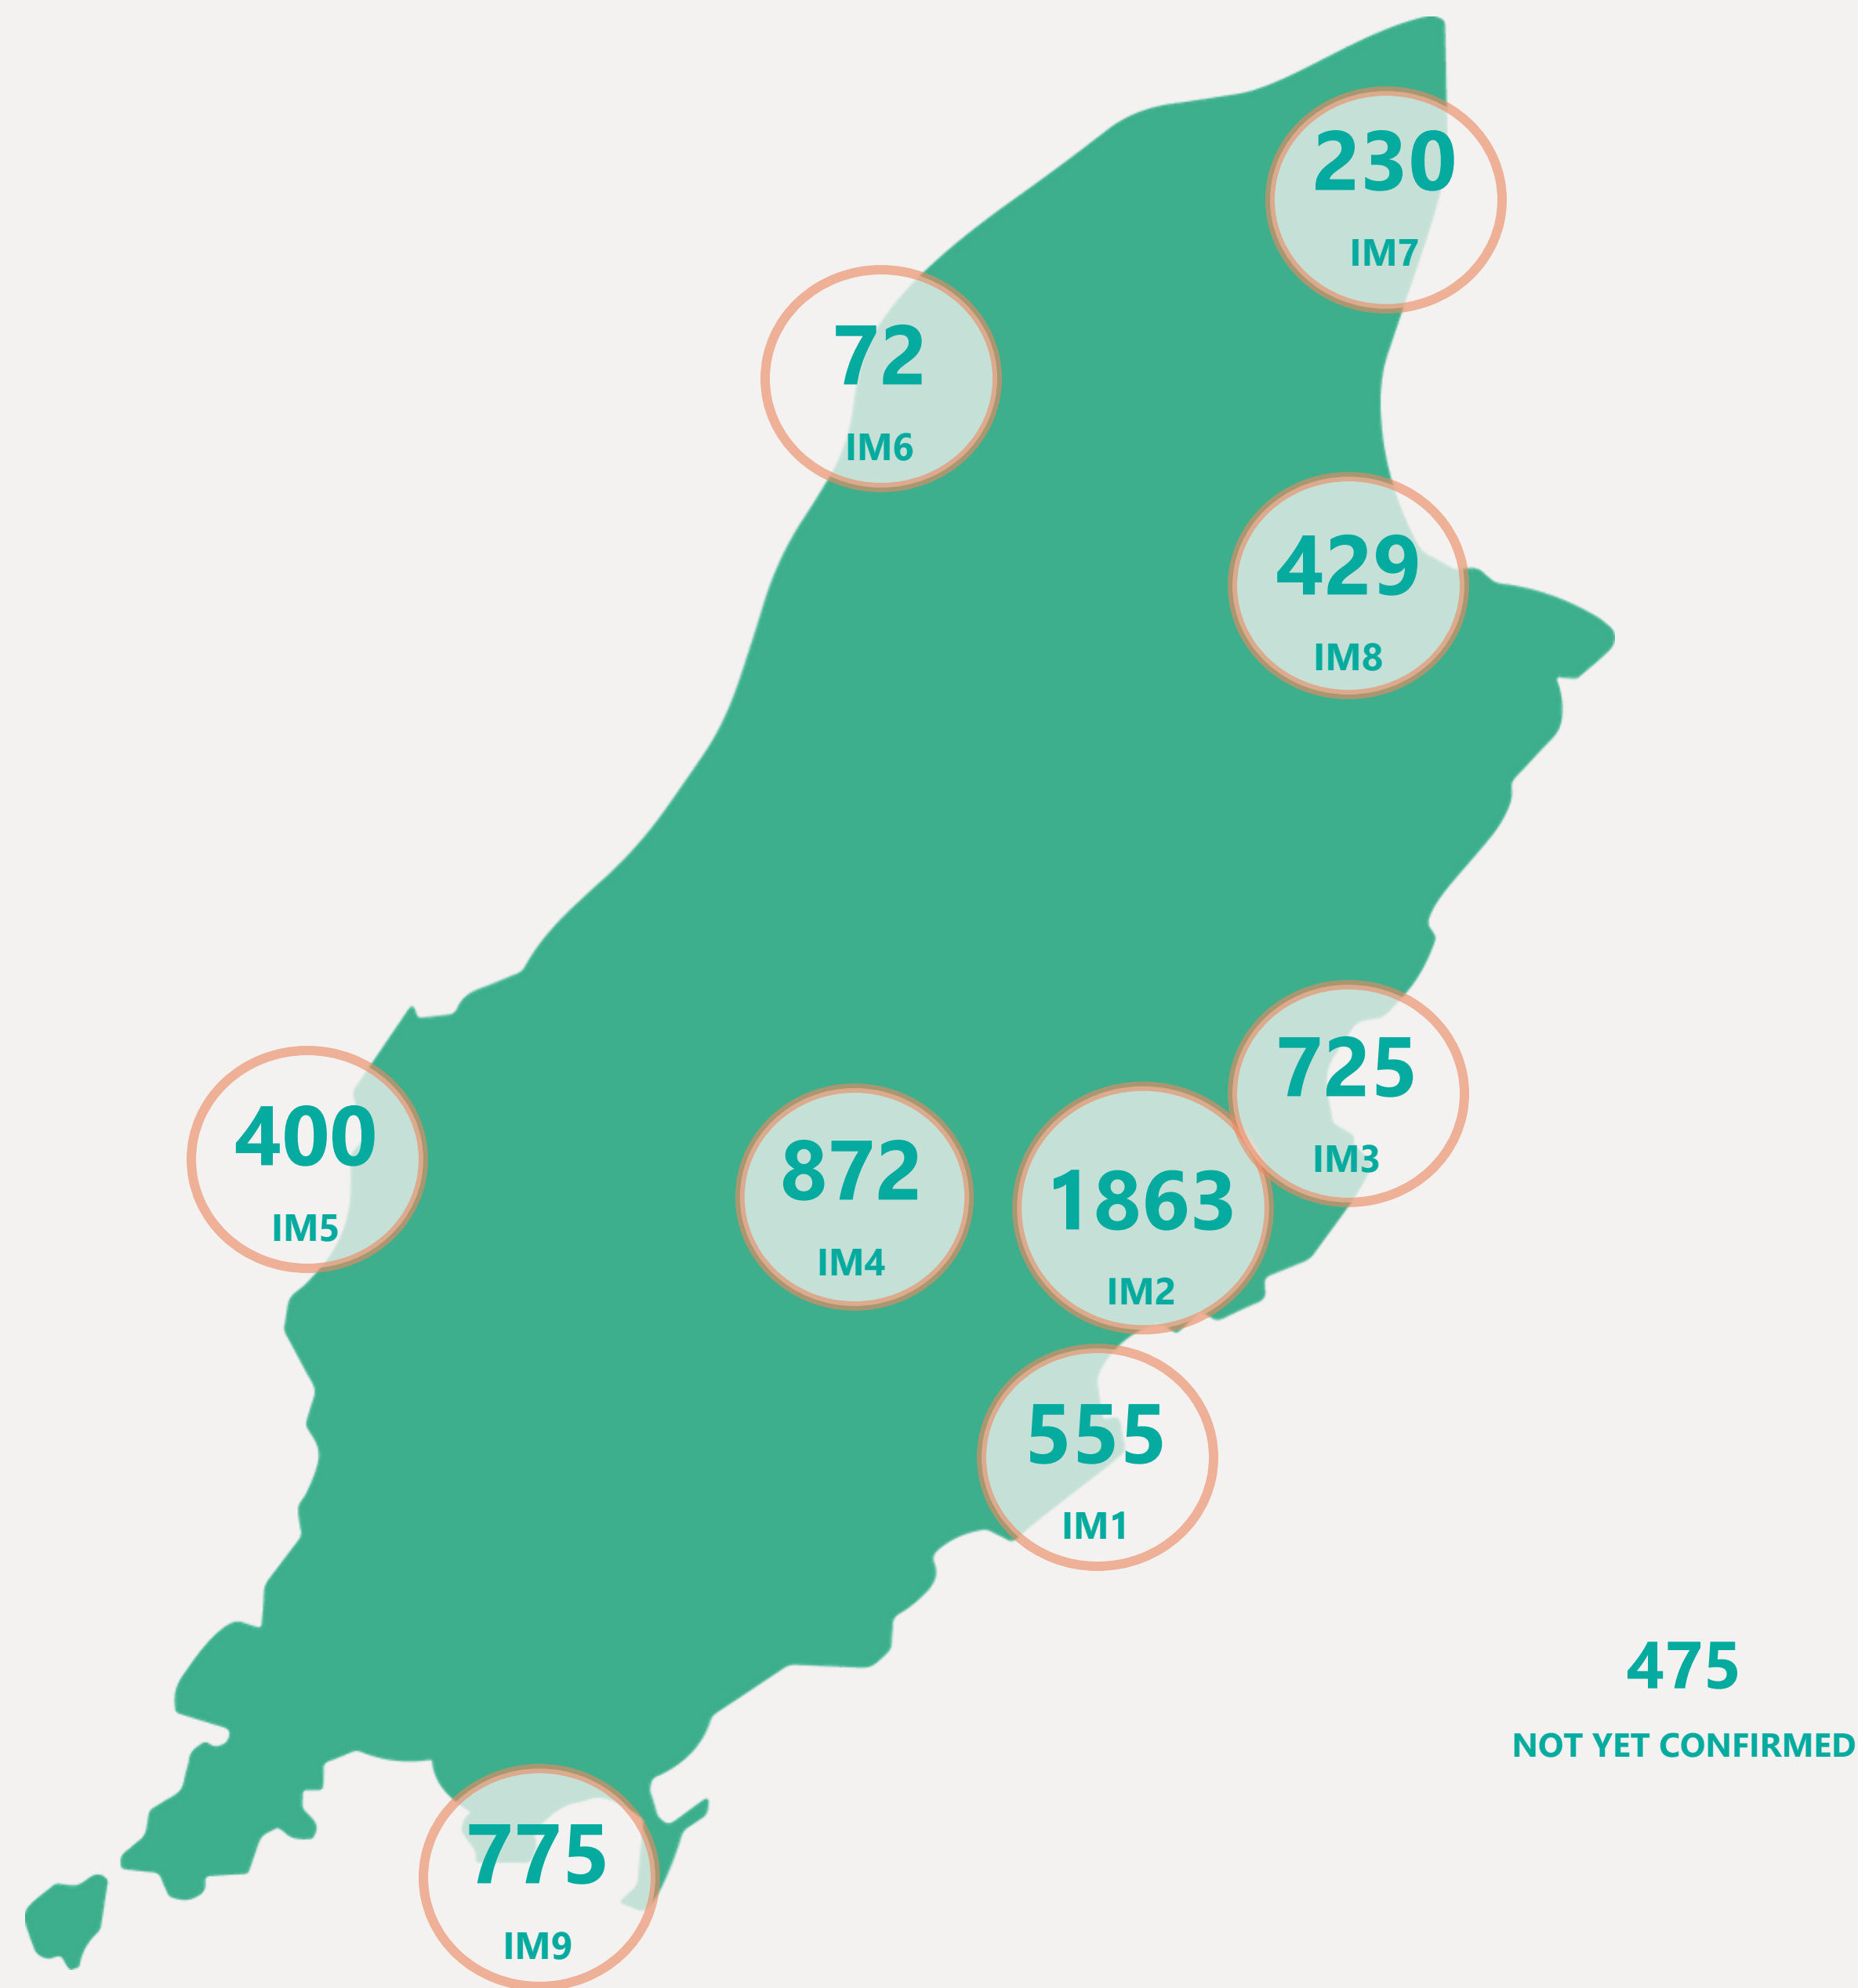 230
IM7
72
IM6
429
IM8
725
IM3
400
IM5
872
IM4
1863
IM2
555
IM1
475
NOT YET CONFIRMED
775
IM9